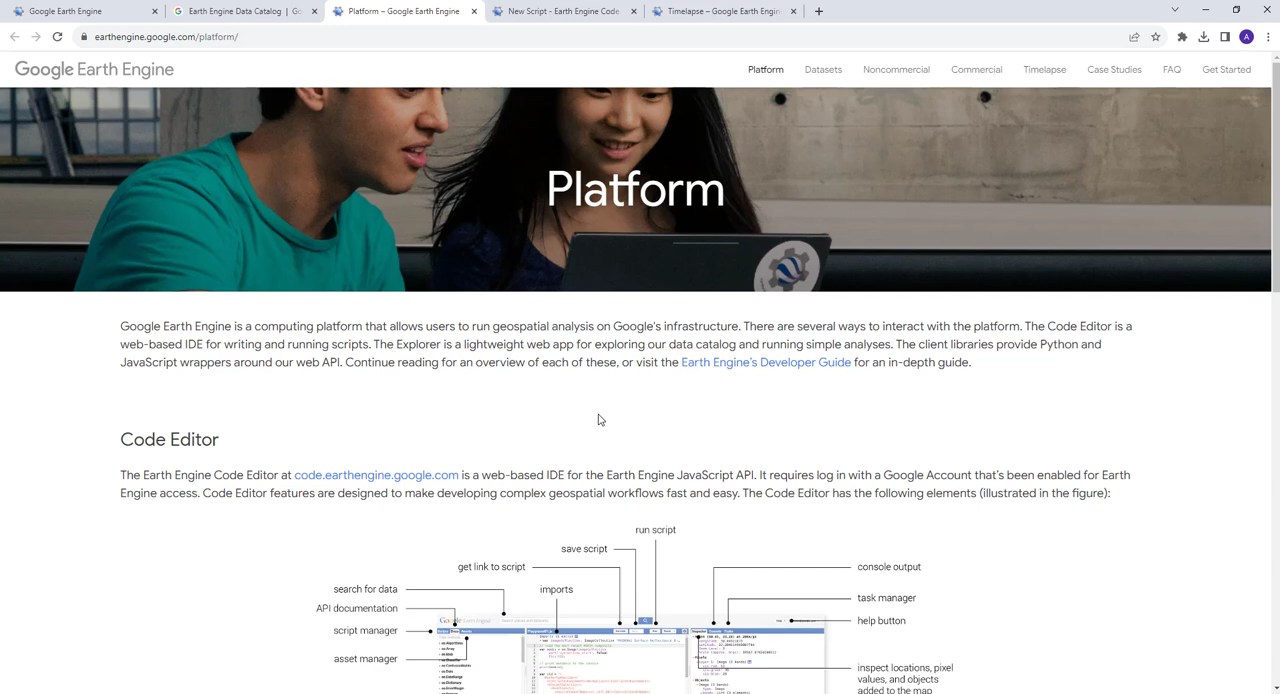 Google Earth Engine
Earth Engine Data Catalog | Go
Platform – Google Earth Engine
New Script - Earth Engine Code
Timelapse – Google Earth Engin
earthengine.google.com/platform/
A
Google Earth Engine
Platform
Datasets
Noncommercial
Commercial
Timelapse
Case Studies
FAQ
Get Started
Platform
Google Earth Engine is a computing platform that allows users to run geospatial analysis on Google's infrastructure. There are several ways to interact with the platform. The Code Editor is a
web-based IDE for writing and running scripts. The Explorer is a lightweight web app for exploring our data catalog and running simple analyses. The client libraries provide Python and
JavaScript wrappers around our web API. Continue reading for an overview of each of these, or visit the Earth Engine's Developer Guide for an in-depth guide.
Code Editor
The Earth Engine Code Editor at code.earthengine.google.com is a web-based IDE for the Earth Engine JavaScript API. It requires log in with a Google Account that's been enabled for Earth
Engine access. Code Editor features are designed to make developing complex geospatial workflows fast and easy. The Code Editor has the following elements (illustrated in the figure):
run script
save script
get link to script
console output
search for data
imports
task manager
API documentation
help button
script manager
asset manager
inspect locations, pixel
values, and objects
added to the map
Google Earth Engine